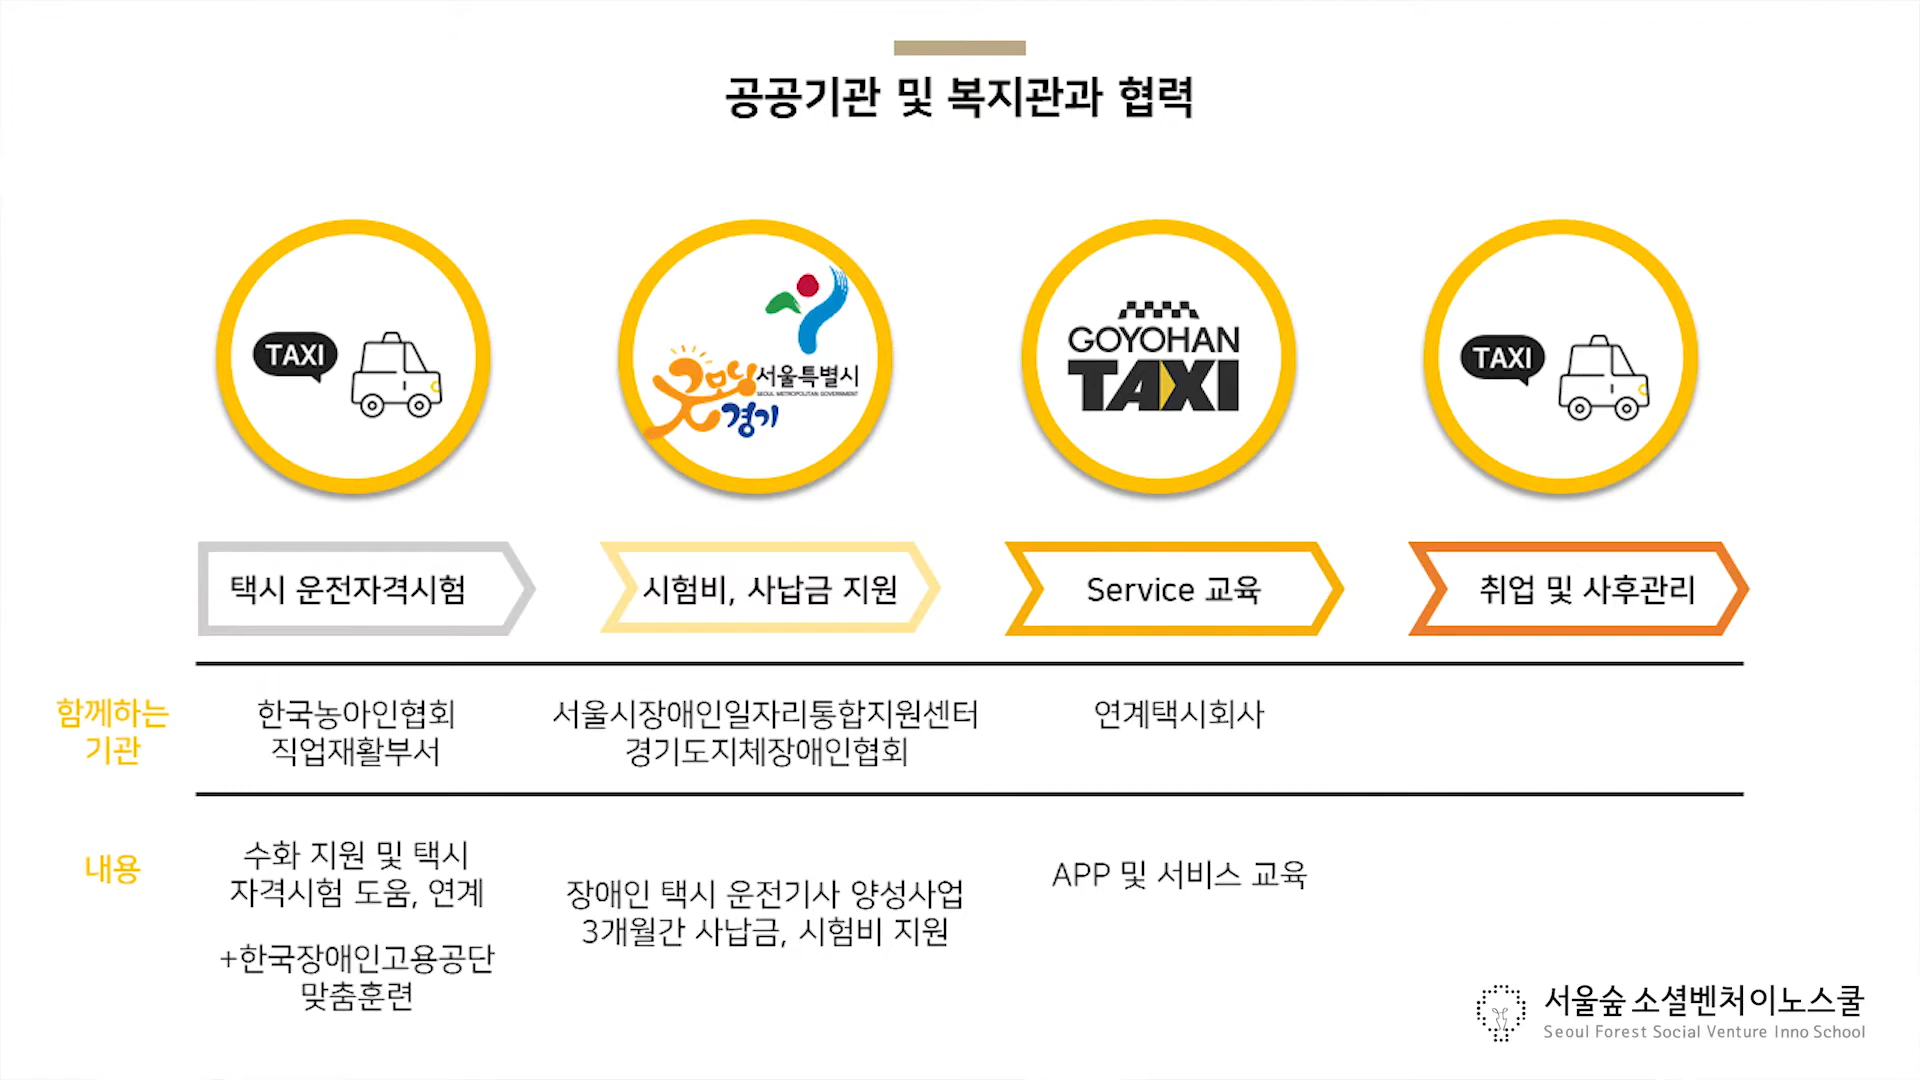 공공기관 및 복지관과 협력
TAXI
굿모닝
경기
서울특별시
SEOUL METROPOLITAN GOVERNMENT
GOYOHAN
TAXI
TAXI
택시 운전자격시험
시험비, 사납금 지원
Service 교육
취업 및 사후관리
함께하는
기관
한국농아인협회
직업재활부서
서울시장애인일자리통합지원센터
경기도지체장애인협회
연계택시회사
내용
수화 지원 및 택시
자격시험 도움, 연계
+한국장애인고용공단
맞춤훈련
장애인 택시 운전기사 양성사업
3개월간 사납금, 시험비 지원
APP 및 서비스 교육
서울숲 소셜벤처이노스쿨
Seoul Forest Social Venture Inno School